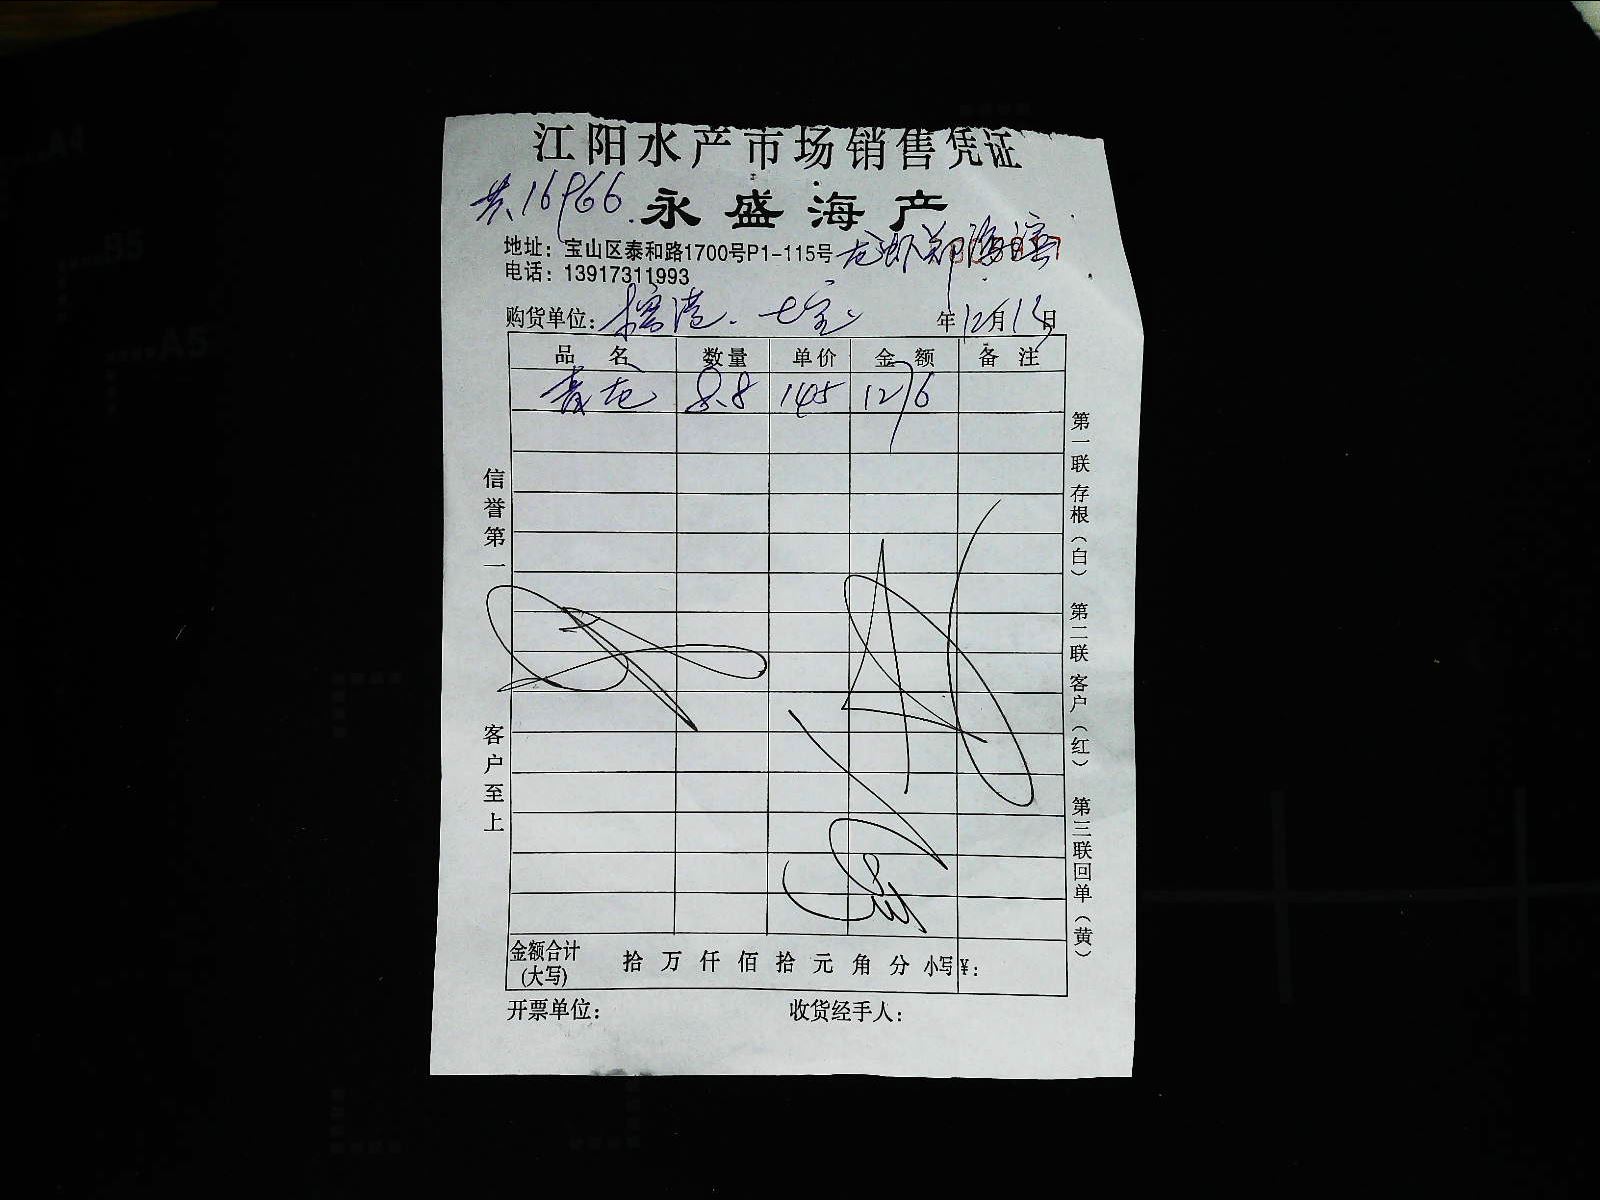 江阳水产市场销售凭证
共16966.
永盛海产
地址：宝山区泰和路1700号P1-115号
电话：13917311993
购货单位： 七宝 年12月 日
品名 数量 单价 金额 备注
青龙 8.8 145 1276
信誉第一 客户至上
第一联存根（白） 第二联客户（红） 第三联回单（黄）
金额合计(大写) 拾 万 仟 佰 拾 元 角 分 小写¥：
开票单位： 收货经手人：